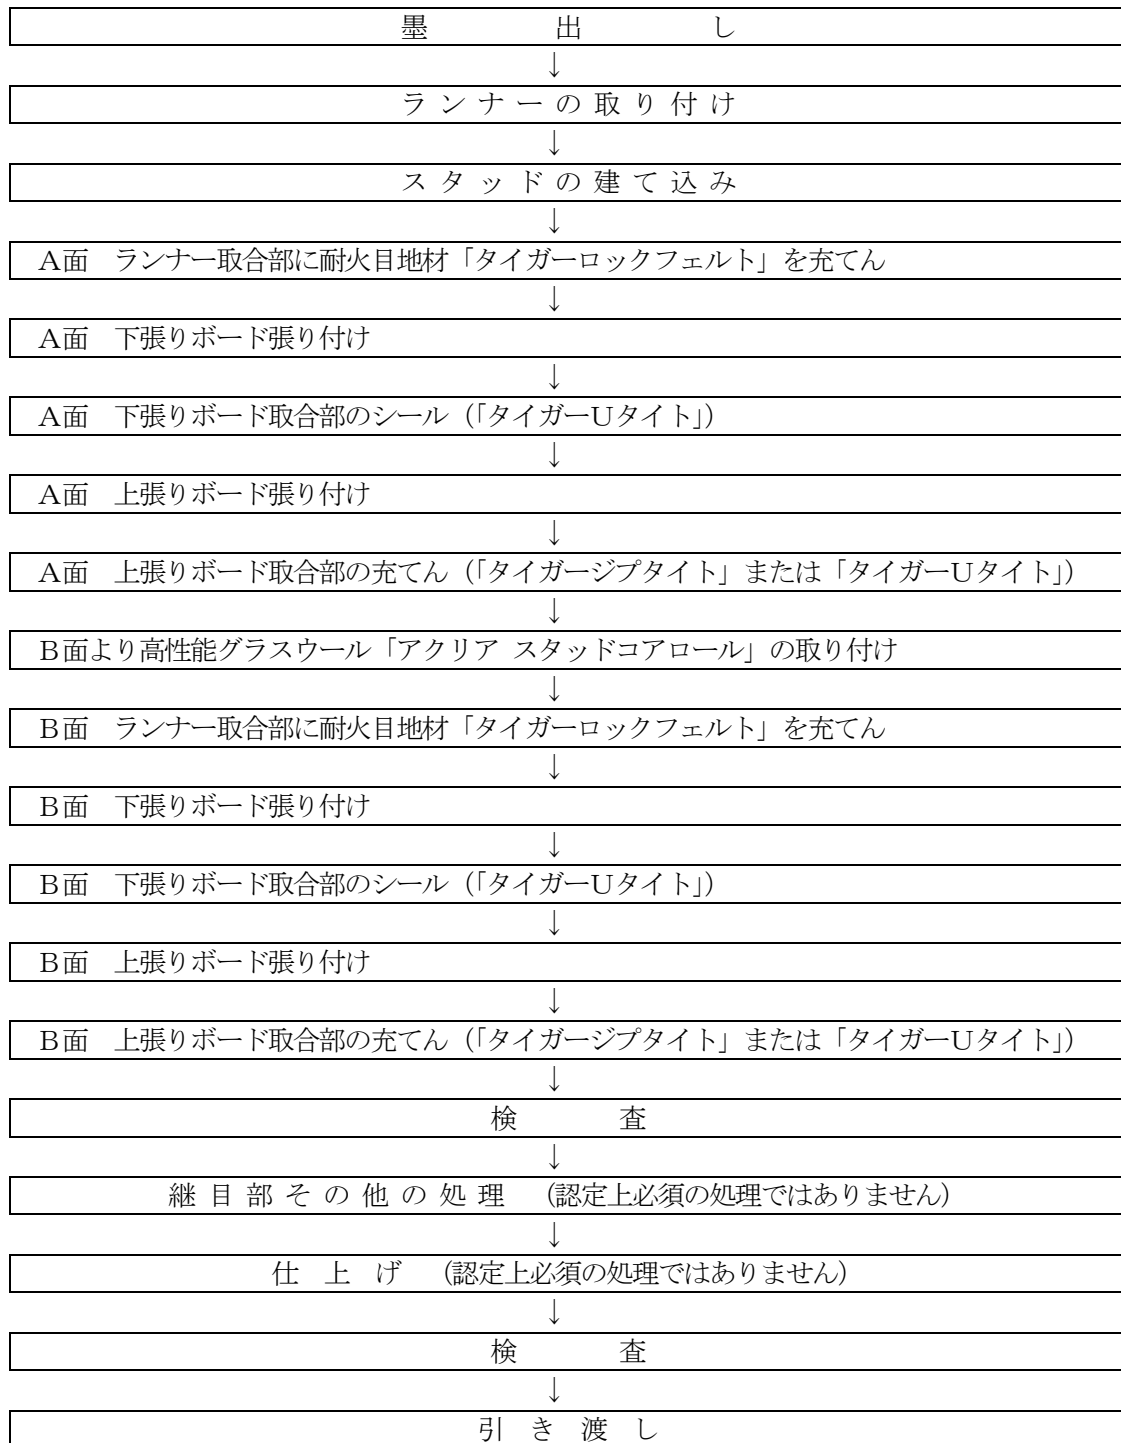 墨出し
↓
ランナーの取り付け
↓
スタッドの建て込み
↓
A面 ランナー取合部に耐火目地材「タイガーロックフェルト」を充てん
↓
A面 下張りボード張り付け
↓
A面 下張りボード取合部のシール（「タイガーUタイト」）
↓
A面 上張りボード張り付け
↓
A面 上張りボード取合部の充てん（「タイガージプタイト」または「タイガーUタイト」）
↓
B面より高性能グラスウール「アクリア スタッドコアロール」の取り付け
↓
B面 ランナー取合部に耐火目地材「タイガーロックフェルト」を充てん
↓
B面 下張りボード張り付け
↓
B面 下張りボード取合部のシール（「タイガーUタイト」）
↓
B面 上張りボード張り付け
↓
B面 上張りボード取合部の充てん（「タイガージプタイト」または「タイガーUタイト」）
↓
検査
↓
継目部その他の処理 （認定上必須の処理ではありません）
↓
仕上げ （認定上必須の処理ではありません）
↓
検査
↓
引き渡し